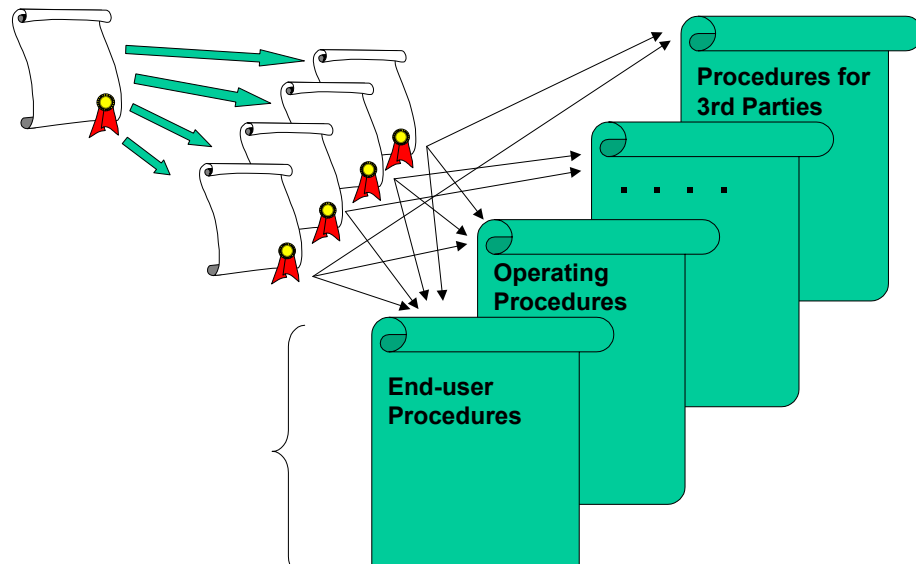 Procedures for
3rd Parties
. . . .
Operating
Procedures
End-user
Procedures